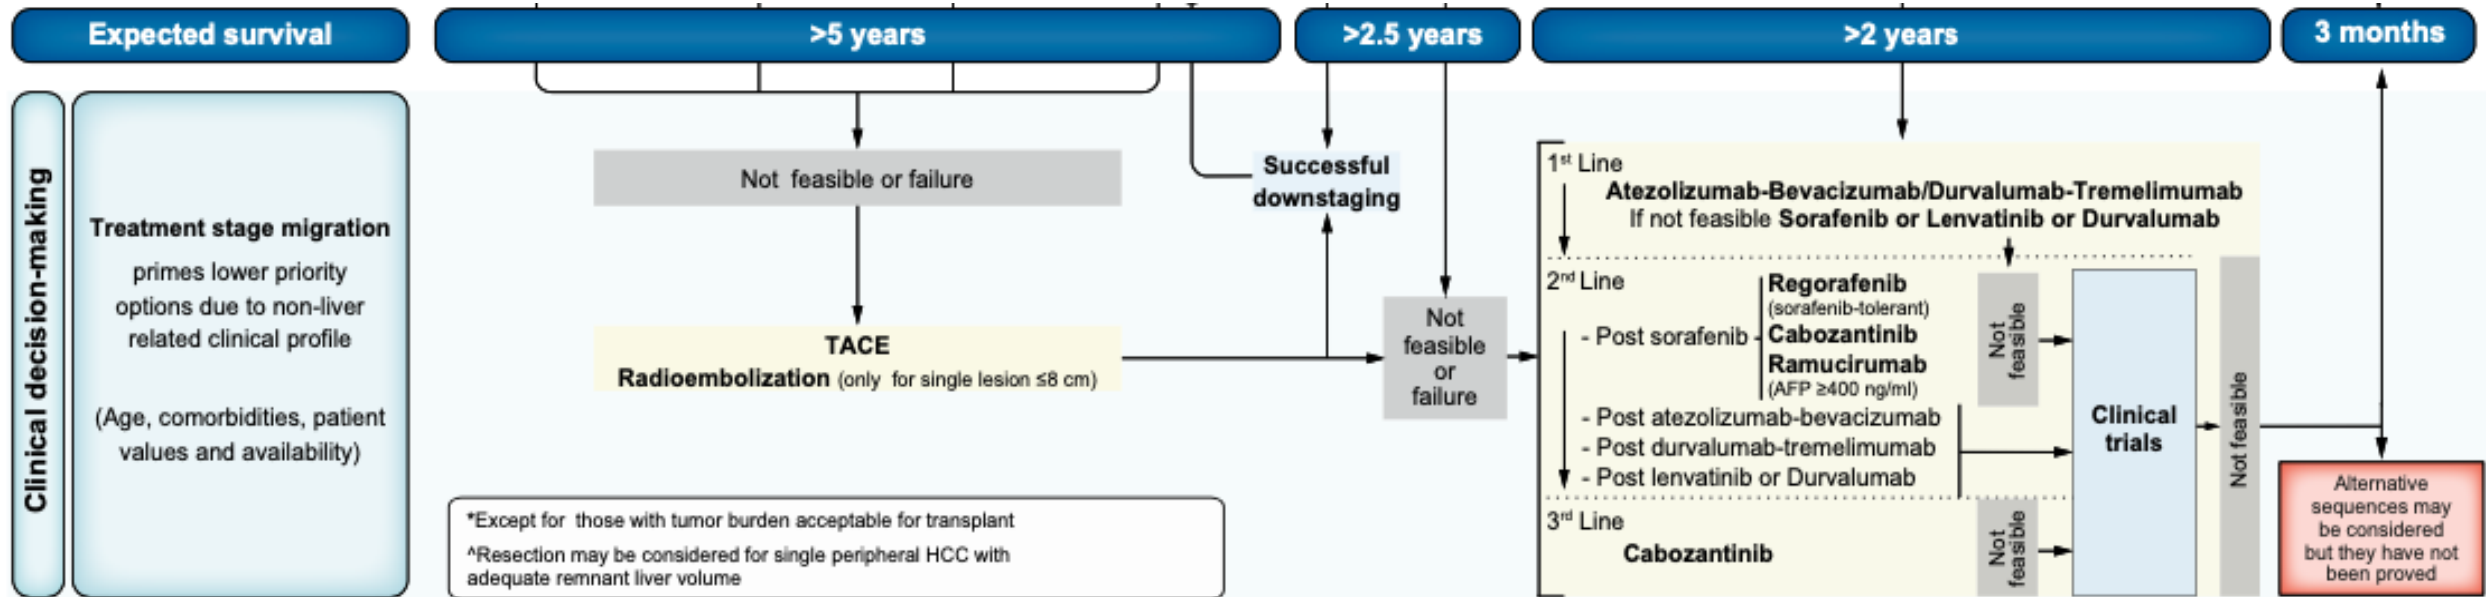 Expected survival
>5 years
>2.5 years
>2 years
3 months
Clinical decision-making
Treatment stage migration
primes lower priority
options due to non-liver
related clinical profile
(Age, comorbidities, patient
values and availability)
Not feasible or failure
TACE
Radioembolization (only for single lesion ≤8 cm)
*Except for those with tumor burden acceptable for transplant
^Resection may be considered for single peripheral HCC with
adequate remnant liver volume
Successful
downstaging
Not
feasible
or
failure
1st Line
Atezolizumab-Bevacizumab/Durvalumab-Tremelimumab
If not feasible Sorafenib or Lenvatinib or Durvalumab
2nd Line
- Post sorafenib
Regorafenib
(sorafenib-tolerant)
Cabozantinib
Ramucirumab
(AFP ≥400 ng/ml)
- Post atezolizumab-bevacizumab
- Post durvalumab-tremelimumab
- Post lenvatinib or Durvalumab
Not
feasible
3rd Line
Cabozantinib
Not
feasible
Clinical
trials
Not feasible
Alternative
sequences may
be considered
but they have not
been proved